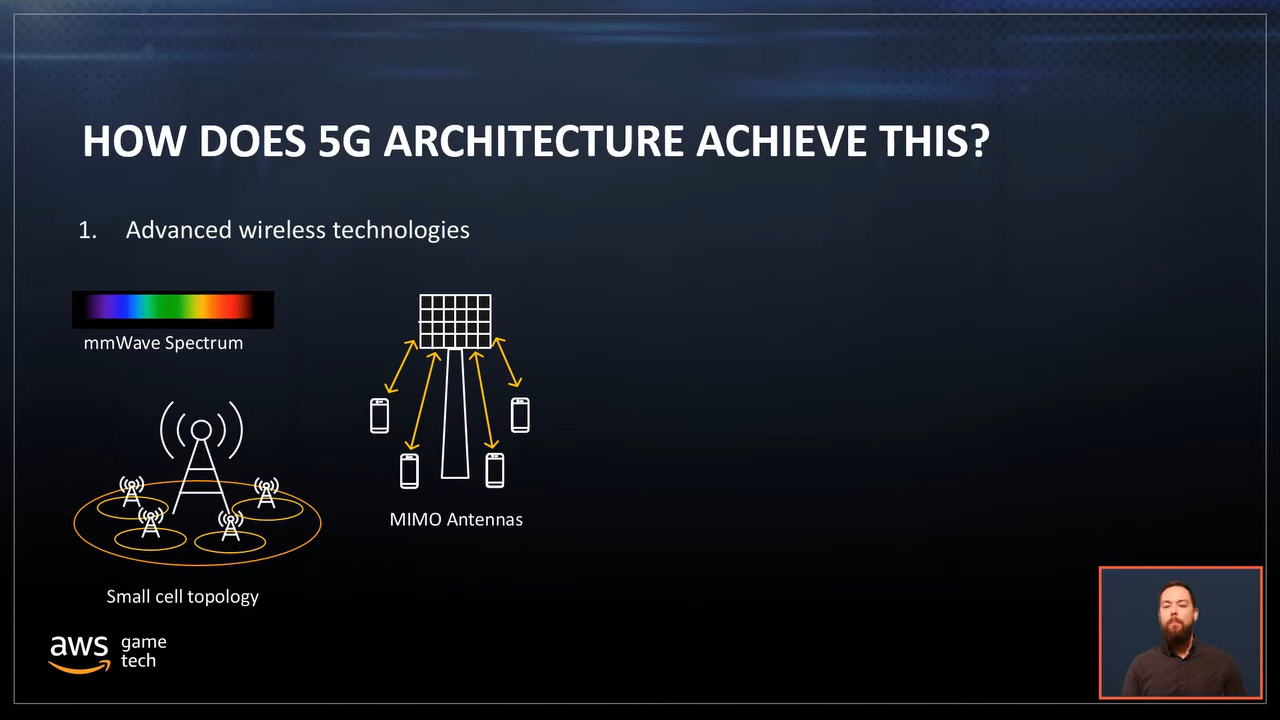 HOW DOES 5G ARCHITECTURE ACHIEVE THIS?
1. Advanced wireless technologies
mmWave Spectrum
MIMO Antennas
Small cell topology
aws game tech